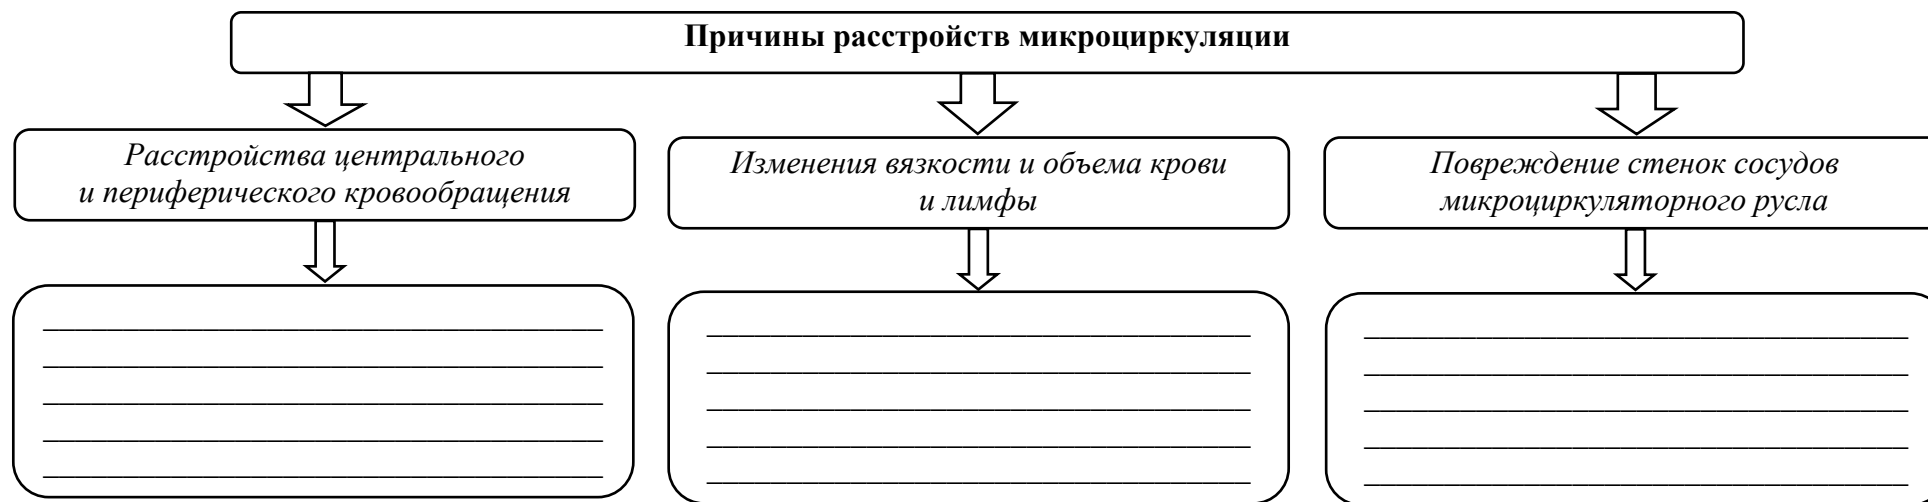 Причины расстройств микроциркуляции
Расстройства центрального
и периферического кровообращения
Изменения вязкости и объема крови
и лимфы
Повреждение стенок сосудов
микроциркуляторного русла